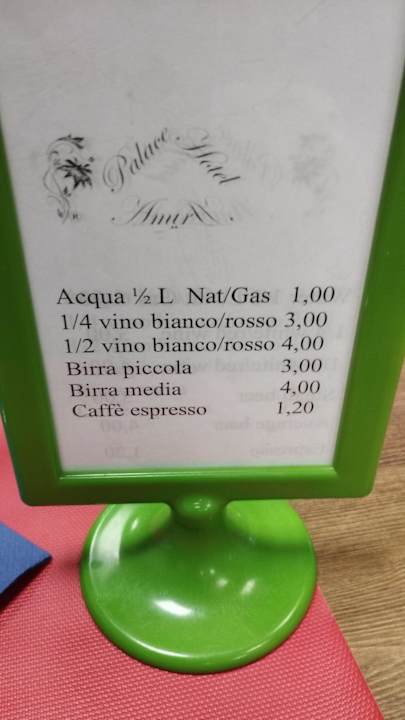 Palace Hotel
Acqua ½ L Nat/Gas 1,00
1/4 vino bianco/rosso 3,00
1/2 vino bianco/rosso 4,00
Birra piccola 3,00
Birra media 4,00
Caffè espresso 1,20